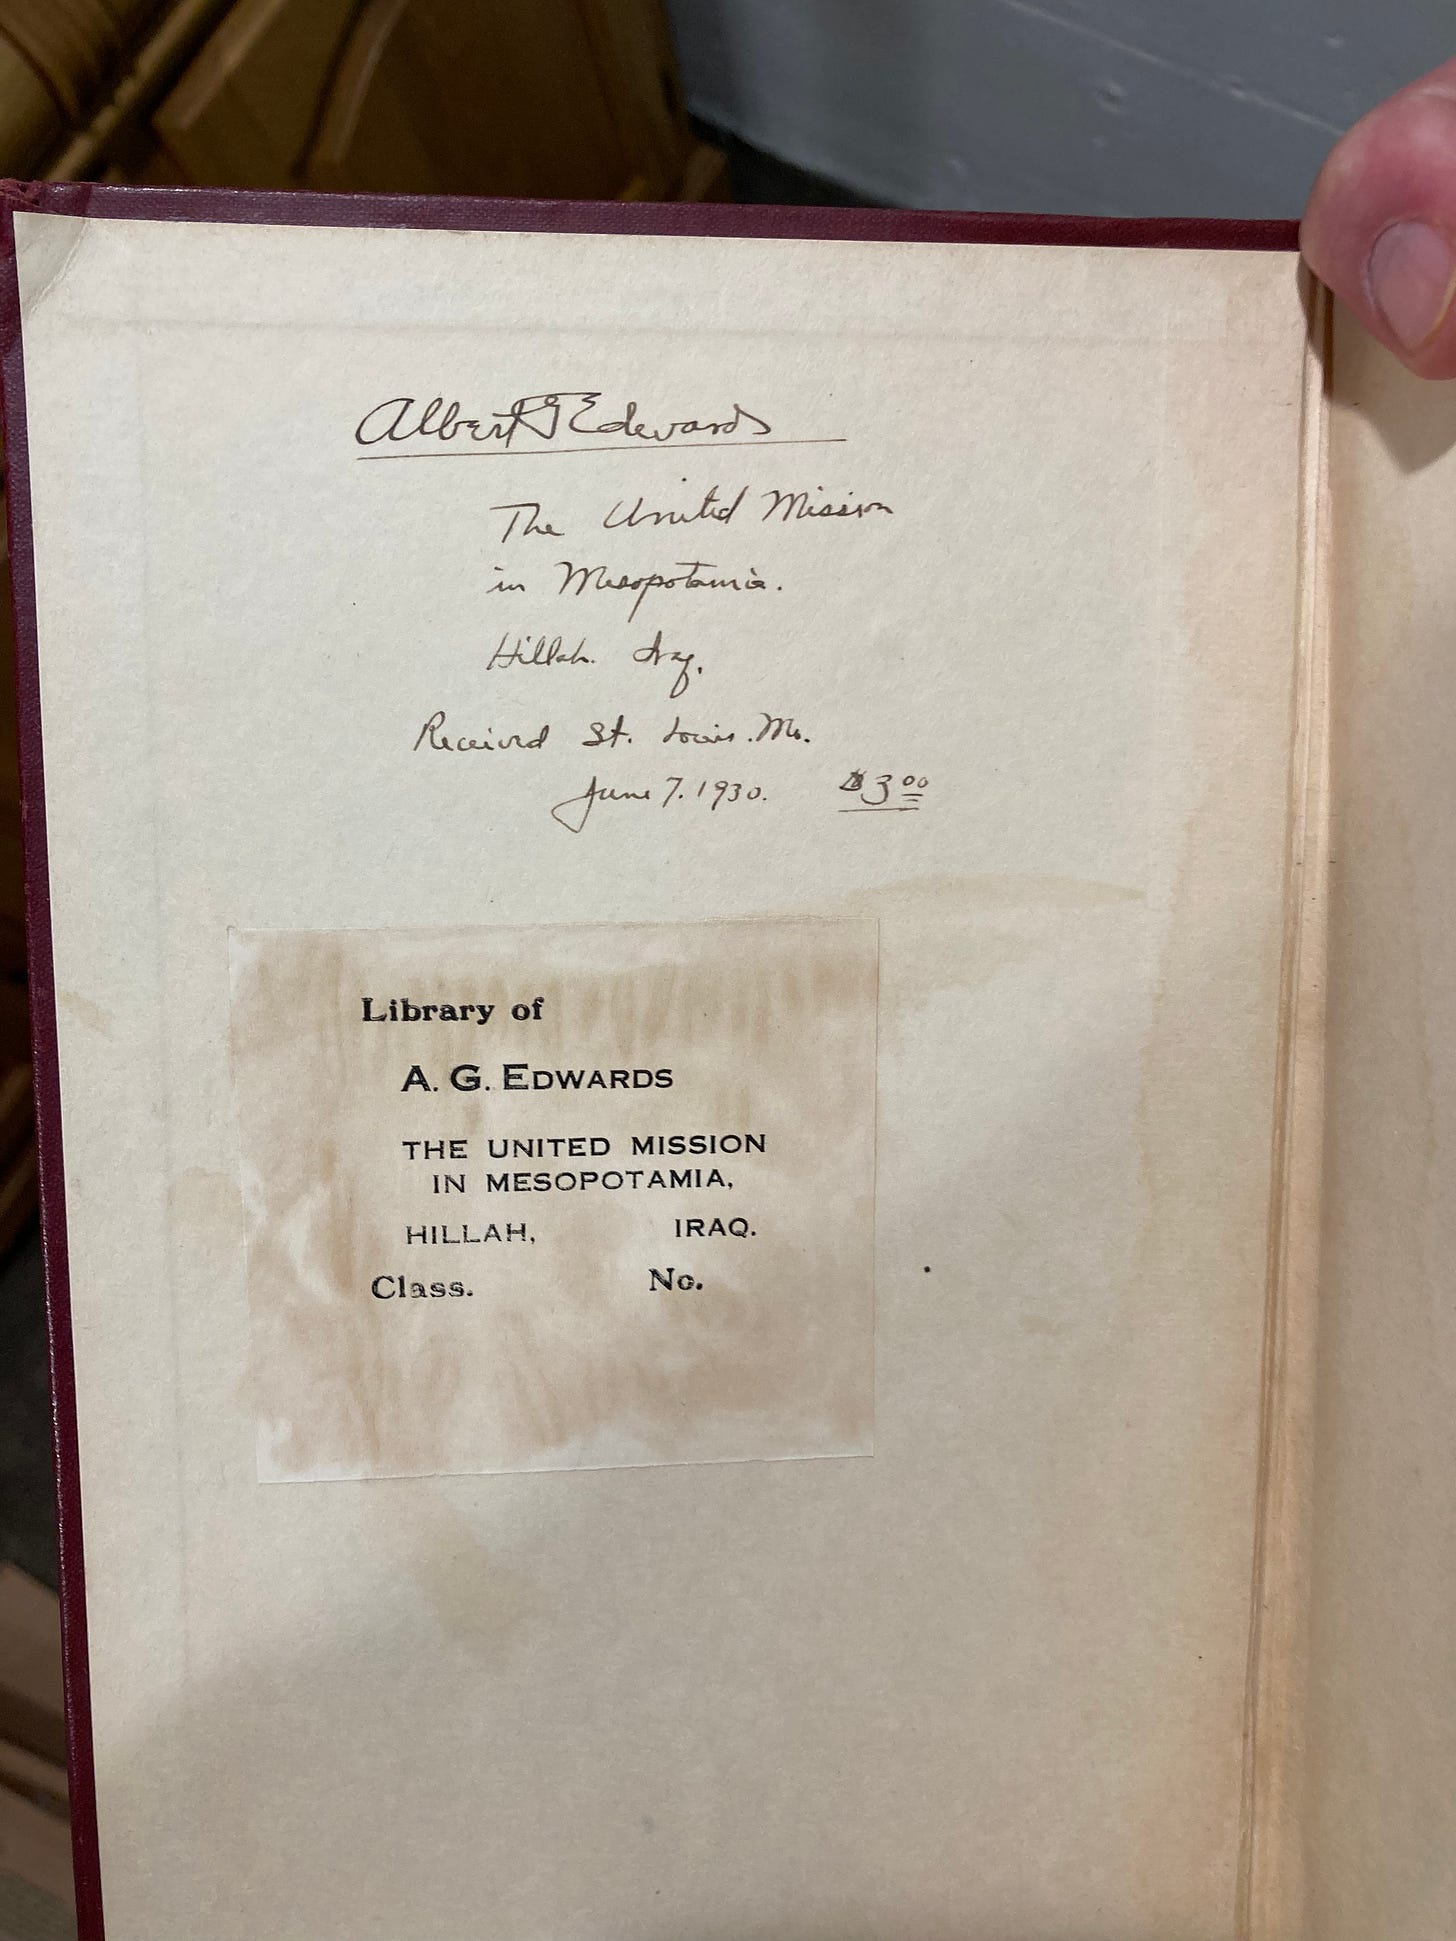 Albert G Edwards
The United Mission
in Mesopotamia.
Hillah. Iraq.
Received St. Louis. Mo.
June 7. 1930. $3 00
Library of
A. G. EDWARDS
THE UNITED MISSION
IN MESOPOTAMIA,
HILLAH, IRAQ.
Class. No.